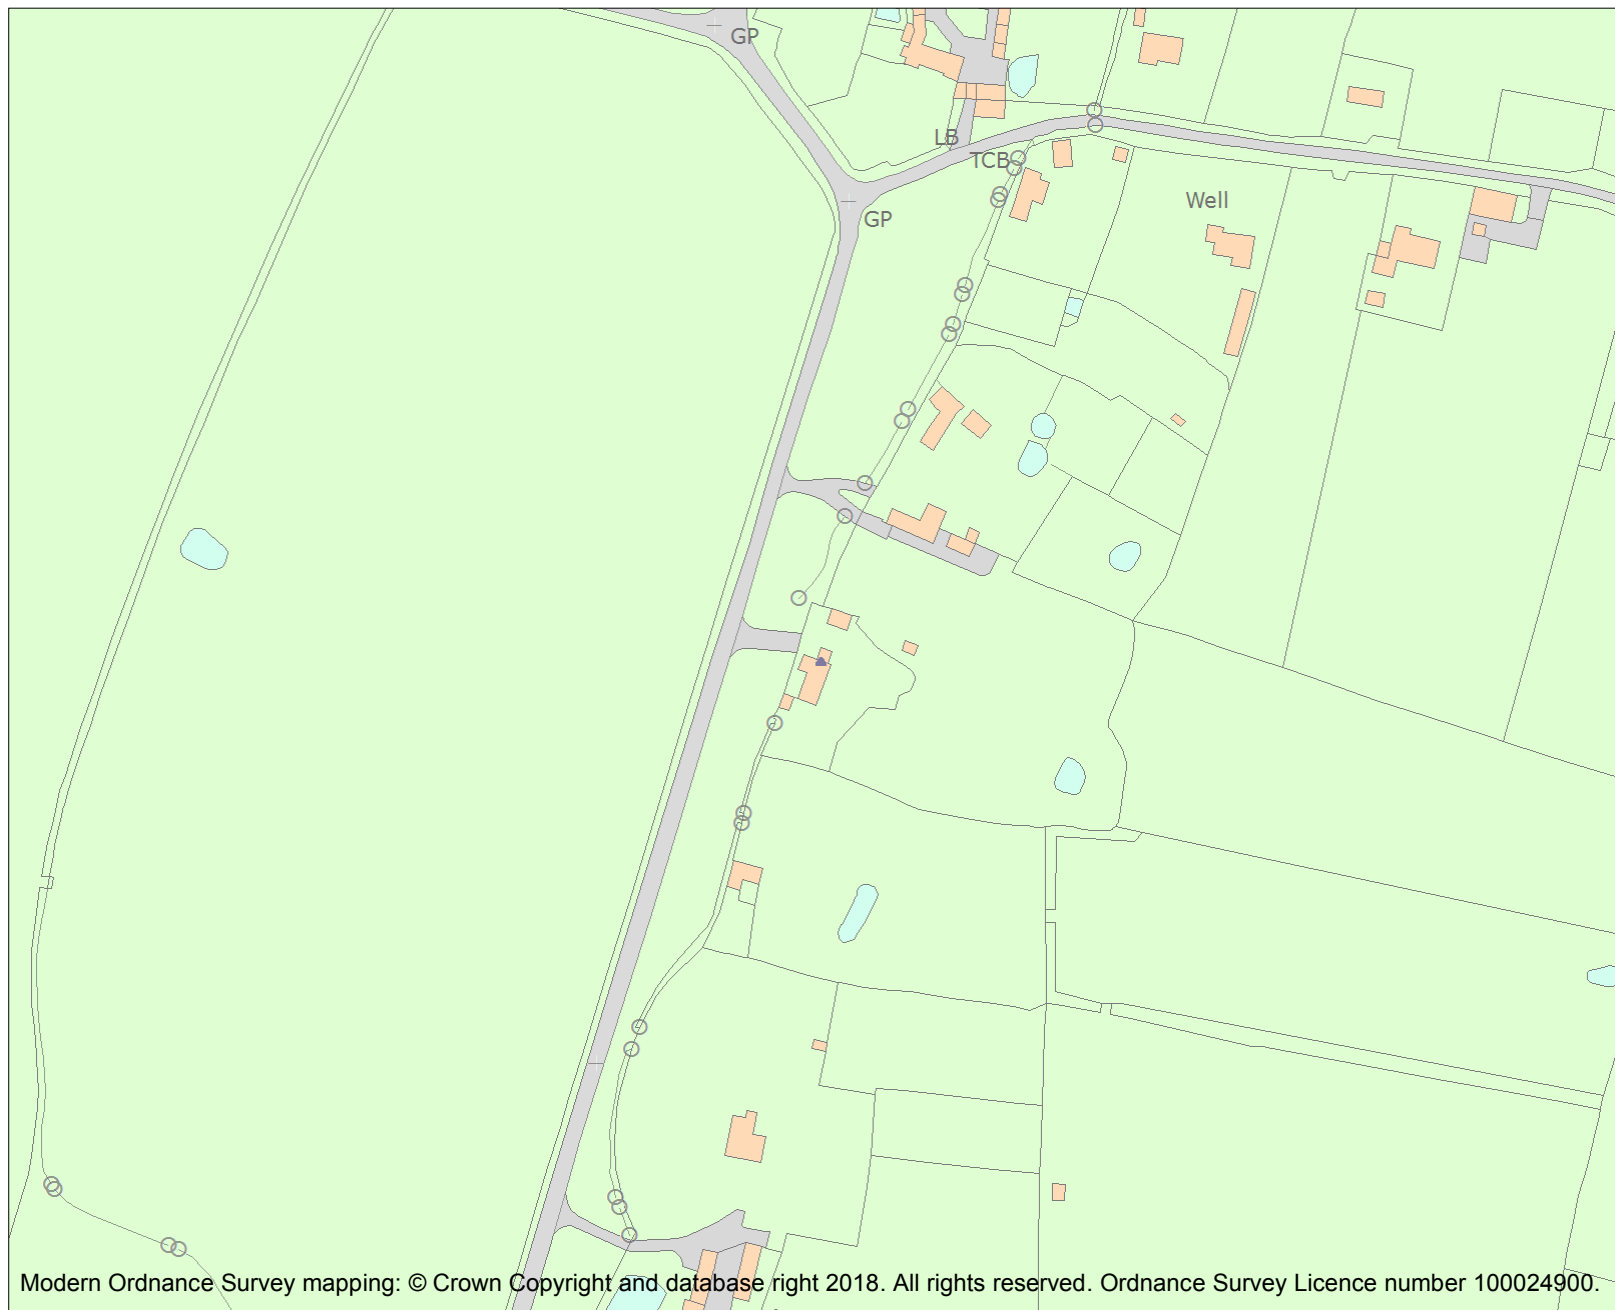 GP
LB
TCB
Well
GP
Modern Ordnance Survey mapping: © Crown Copyright and database right 2018. All rights reserved. Ordnance Survey Licence number 100024900.